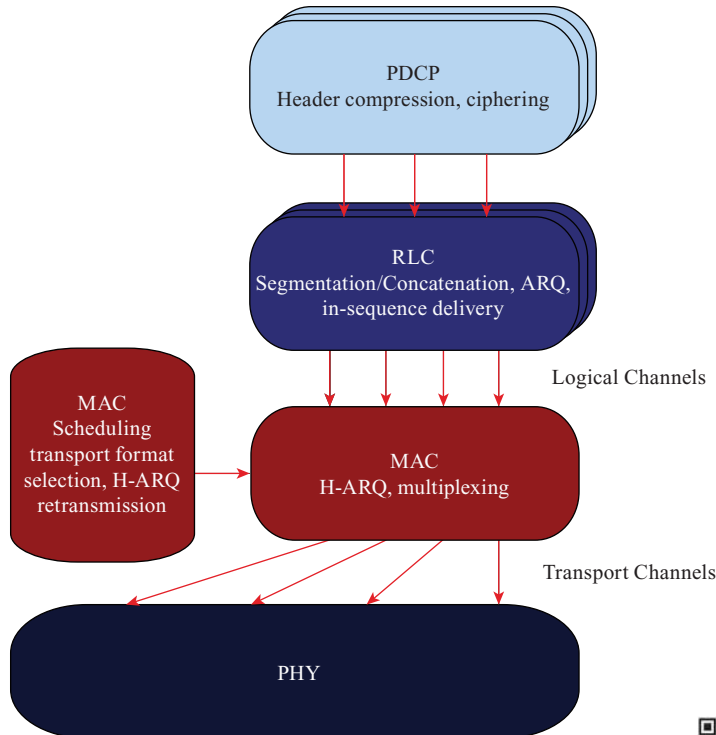 PDCP
Header compression, ciphering
RLC
Segmentation/Concatenation, ARQ,
in-sequence delivery
Logical Channels
MAC
Scheduling
transport format
selection, H-ARQ
retransmission
MAC
H-ARQ, multiplexing
Transport Channels
PHY